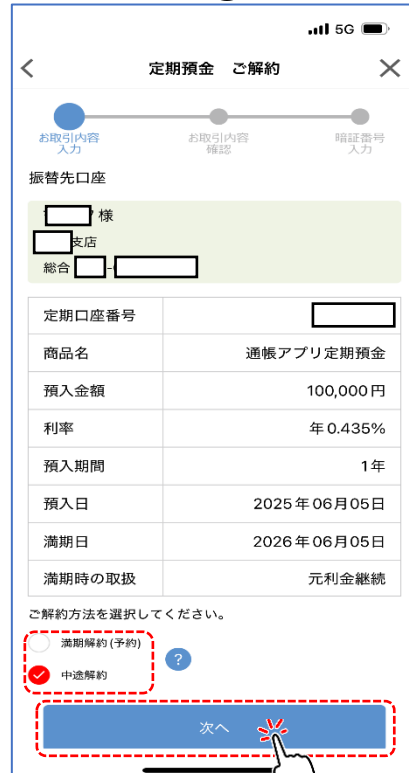 5G
定期預金 ご解約
お取引内容
入力
お取引内容
確認
暗証番号
入力
振替先口座
様
支店
総合 -
定期口座番号
商品名 通帳アプリ定期預金
預入金額 100,000円
利率 年0.435%
預入期間 1年
預入日 2025年06月05日
満期日 2026年06月05日
満期時の取扱 元利金継続
ご解約方法を選択してください。
満期解約(予約)
中途解約
?
次へ